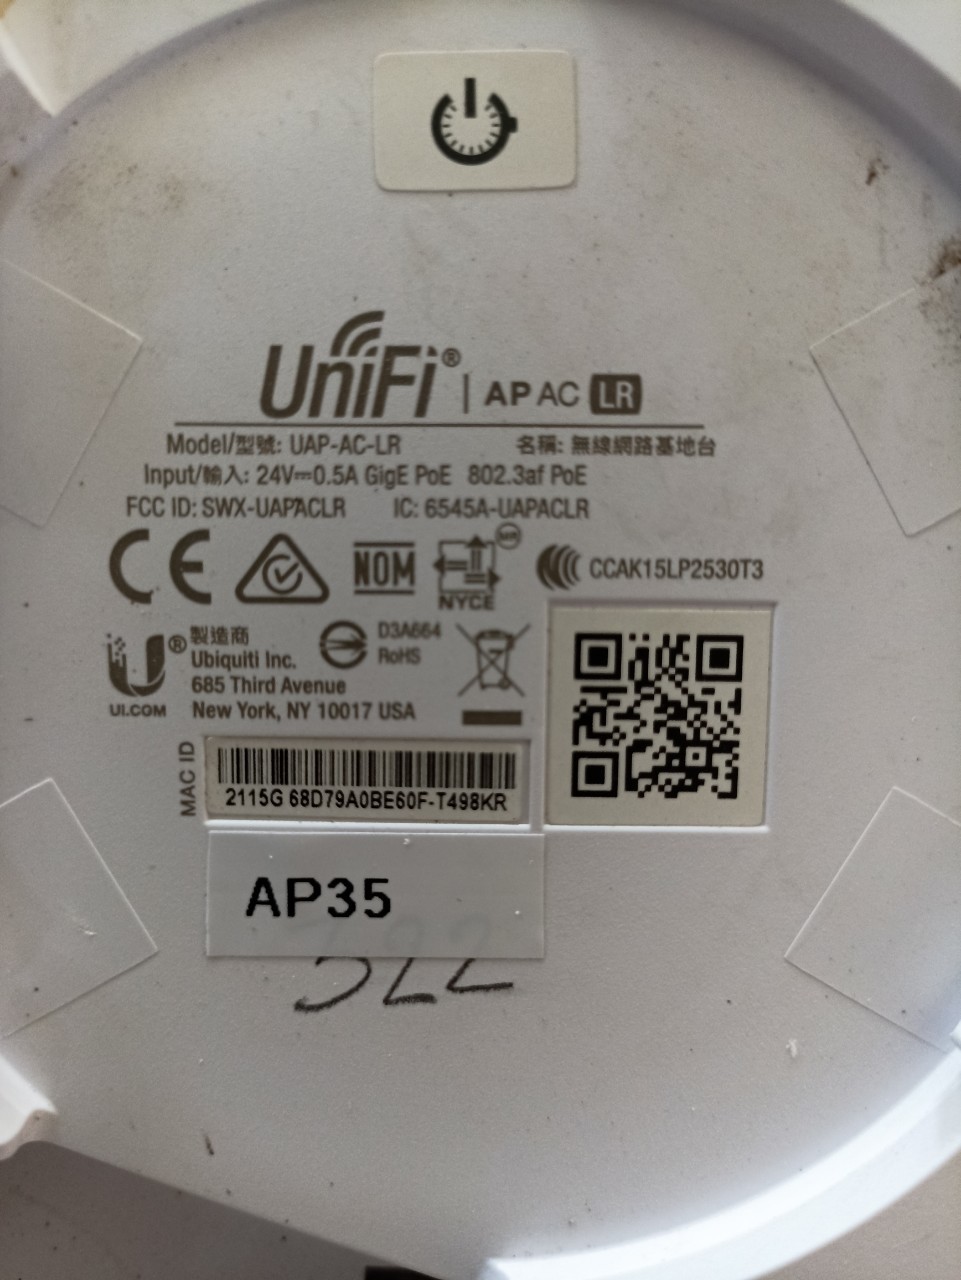 UniFi® | AP AC LR
Model/型號: UAP-AC-LR 名稱: 無線網路基地台
Input/輸入: 24V⎓0.5A GigE PoE 802.3af PoE
FCC ID: SWX-UAPACLR IC: 6545A-UAPACLR
CE NOM NYCE MR CCAK15LP2530T3
製造商
Ubiquiti Inc.
685 Third Avenue
New York, NY 10017 USA
U® UI.COM
D3A664
RoHS
MAC ID
2115G 68D79A0BE60F-T498KR
AP35
522